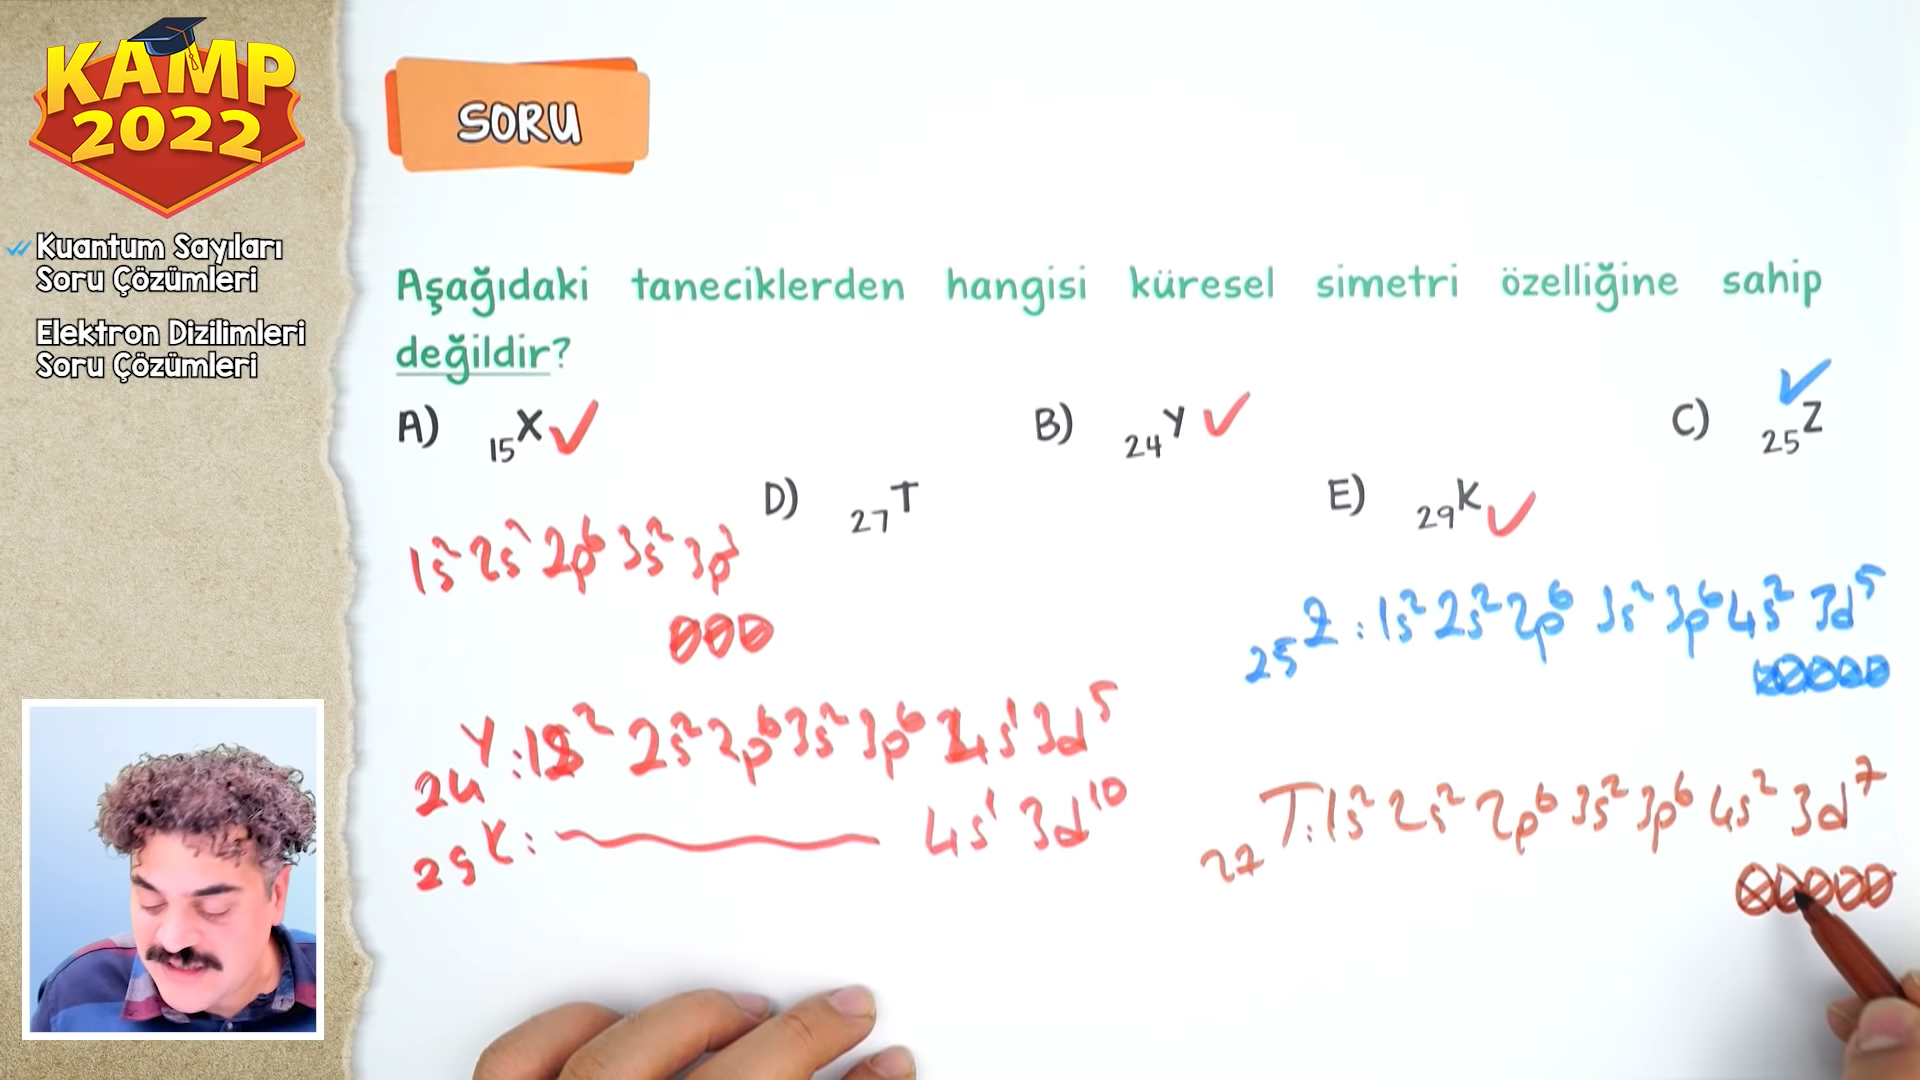 KAMP
2022
Kuantum Sayıları
Soru Çözümleri
Elektron Dizilimleri
Soru Çözümleri
SORU
Aşağıdaki taneciklerden hangisi küresel simetri özelliğine sahip
değildir?
A) ₁₅X ✓ B) ₂₄Y ✓ C) ₂₅Z ✓
D) ₂₇T E) ₂₉K ✓
1s² 2s² 2p⁶ 3s² 3p³
₂₅Z: 1s² 2s² 2p⁶ 3s² 3p⁶ 4s² 3d⁵
₂₄Y: 1s² 2s² 2p⁶ 3s² 3p⁶ 4s¹ 3d⁵
₂₉K: 4s¹ 3d¹⁰
₂₇T: 1s² 2s² 2p⁶ 3s² 3p⁶ 4s² 3d⁷